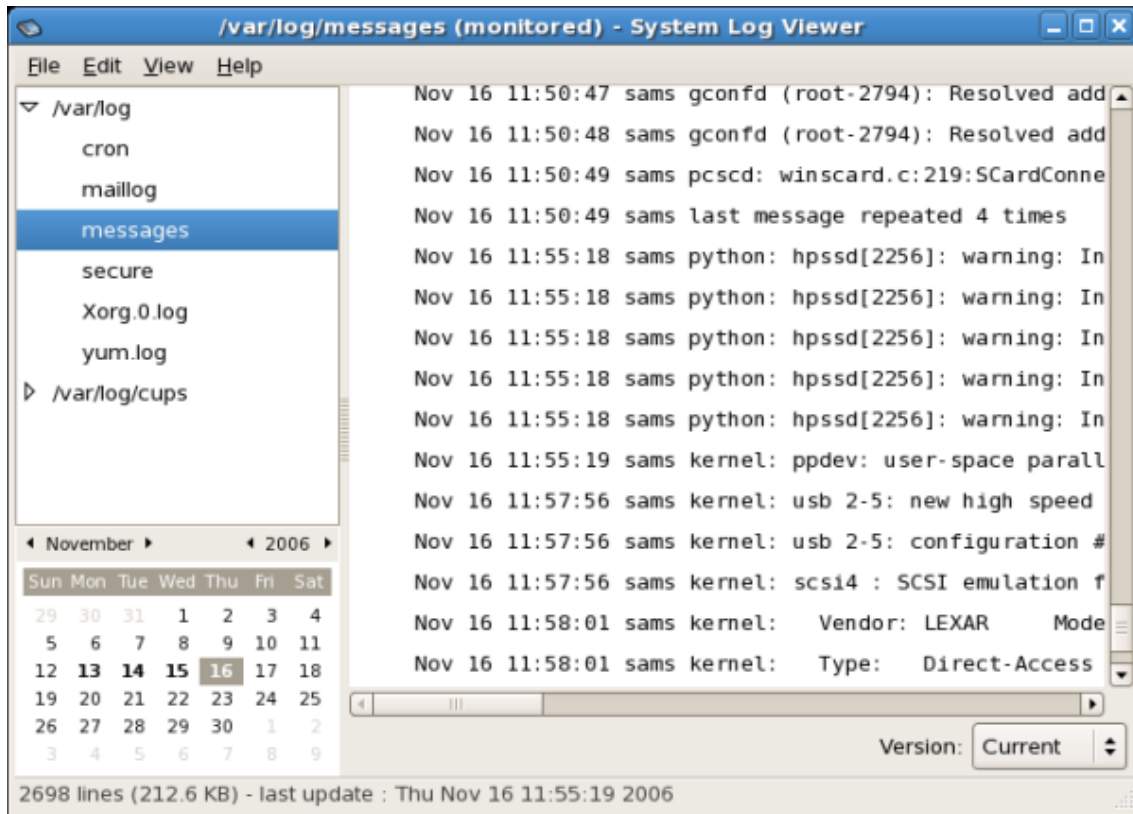 /var/log/messages (monitored) - System Log Viewer
File Edit View Help
/var/log
cron
maillog
messages
secure
Xorg.0.log
yum.log
/var/log/cups
November 2006
Sun Mon Tue Wed Thu Fri Sat
29 30 31 1 2 3 4
5 6 7 8 9 10 11
12 13 14 15 16 17 18
19 20 21 22 23 24 25
26 27 28 29 30 1 2
3 4 5 6 7 8 9
Nov 16 11:50:47 sams gconfd (root-2794): Resolved add
Nov 16 11:50:48 sams gconfd (root-2794): Resolved add
Nov 16 11:50:49 sams pcscd: winscard.c:219:SCardConne
Nov 16 11:50:49 sams last message repeated 4 times
Nov 16 11:55:18 sams python: hpssd[2256]: warning: In
Nov 16 11:55:18 sams python: hpssd[2256]: warning: In
Nov 16 11:55:18 sams python: hpssd[2256]: warning: In
Nov 16 11:55:18 sams python: hpssd[2256]: warning: In
Nov 16 11:55:18 sams python: hpssd[2256]: warning: In
Nov 16 11:55:19 sams kernel: ppdev: user-space parall
Nov 16 11:57:56 sams kernel: usb 2-5: new high speed
Nov 16 11:57:56 sams kernel: usb 2-5: configuration #
Nov 16 11:57:56 sams kernel: scsi4 : SCSI emulation f
Nov 16 11:58:01 sams kernel: Vendor: LEXAR Mode
Nov 16 11:58:01 sams kernel: Type: Direct-Access
Version: Current
2698 lines (212.6 KB) - last update : Thu Nov 16 11:55:19 2006